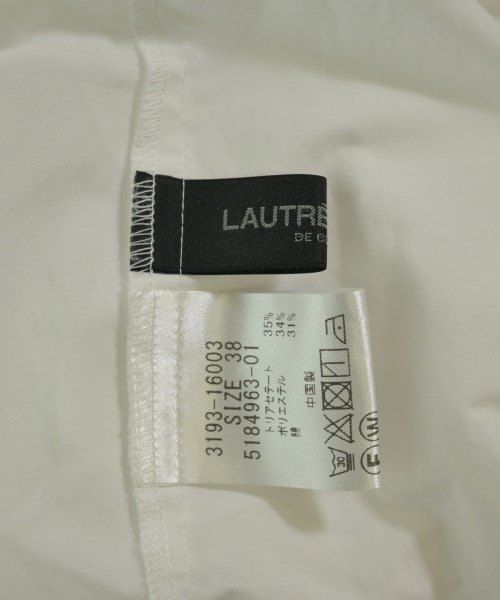 LAUTRE
DE C
3193-16003
SIZE 38
5184963-01
トリアセテート 35%
ポリエステル 34%
綿 31%
中国製
30
F W